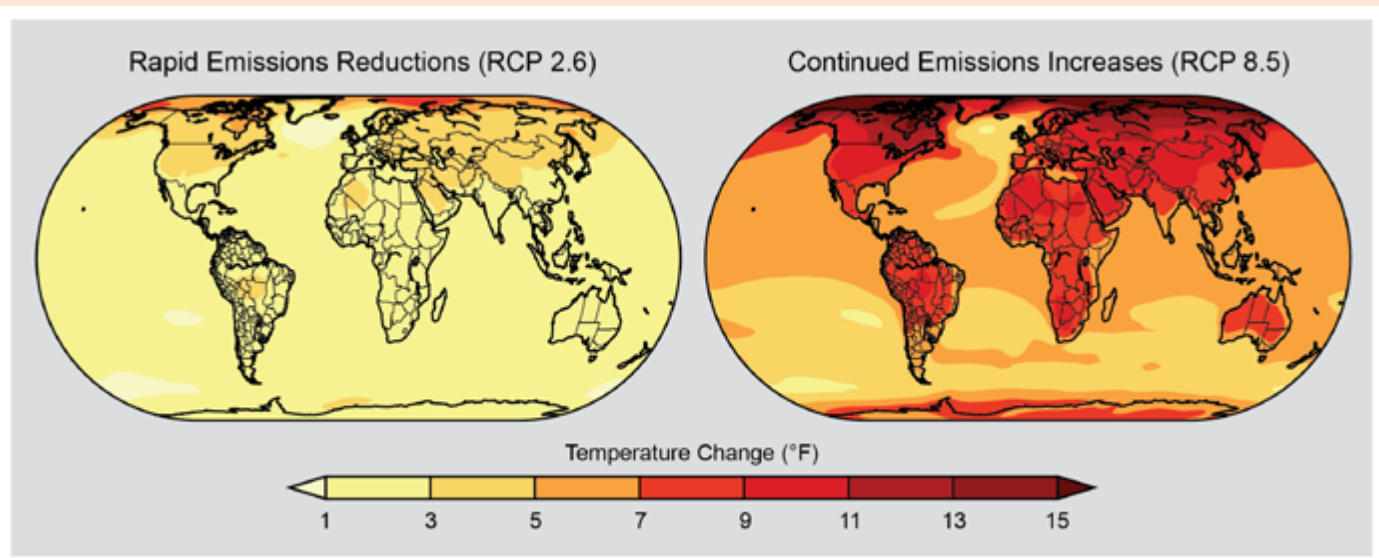 Rapid Emissions Reductions (RCP 2.6)
Continued Emissions Increases (RCP 8.5)
Temperature Change (°F)
1 3 5 7 9 11 13 15